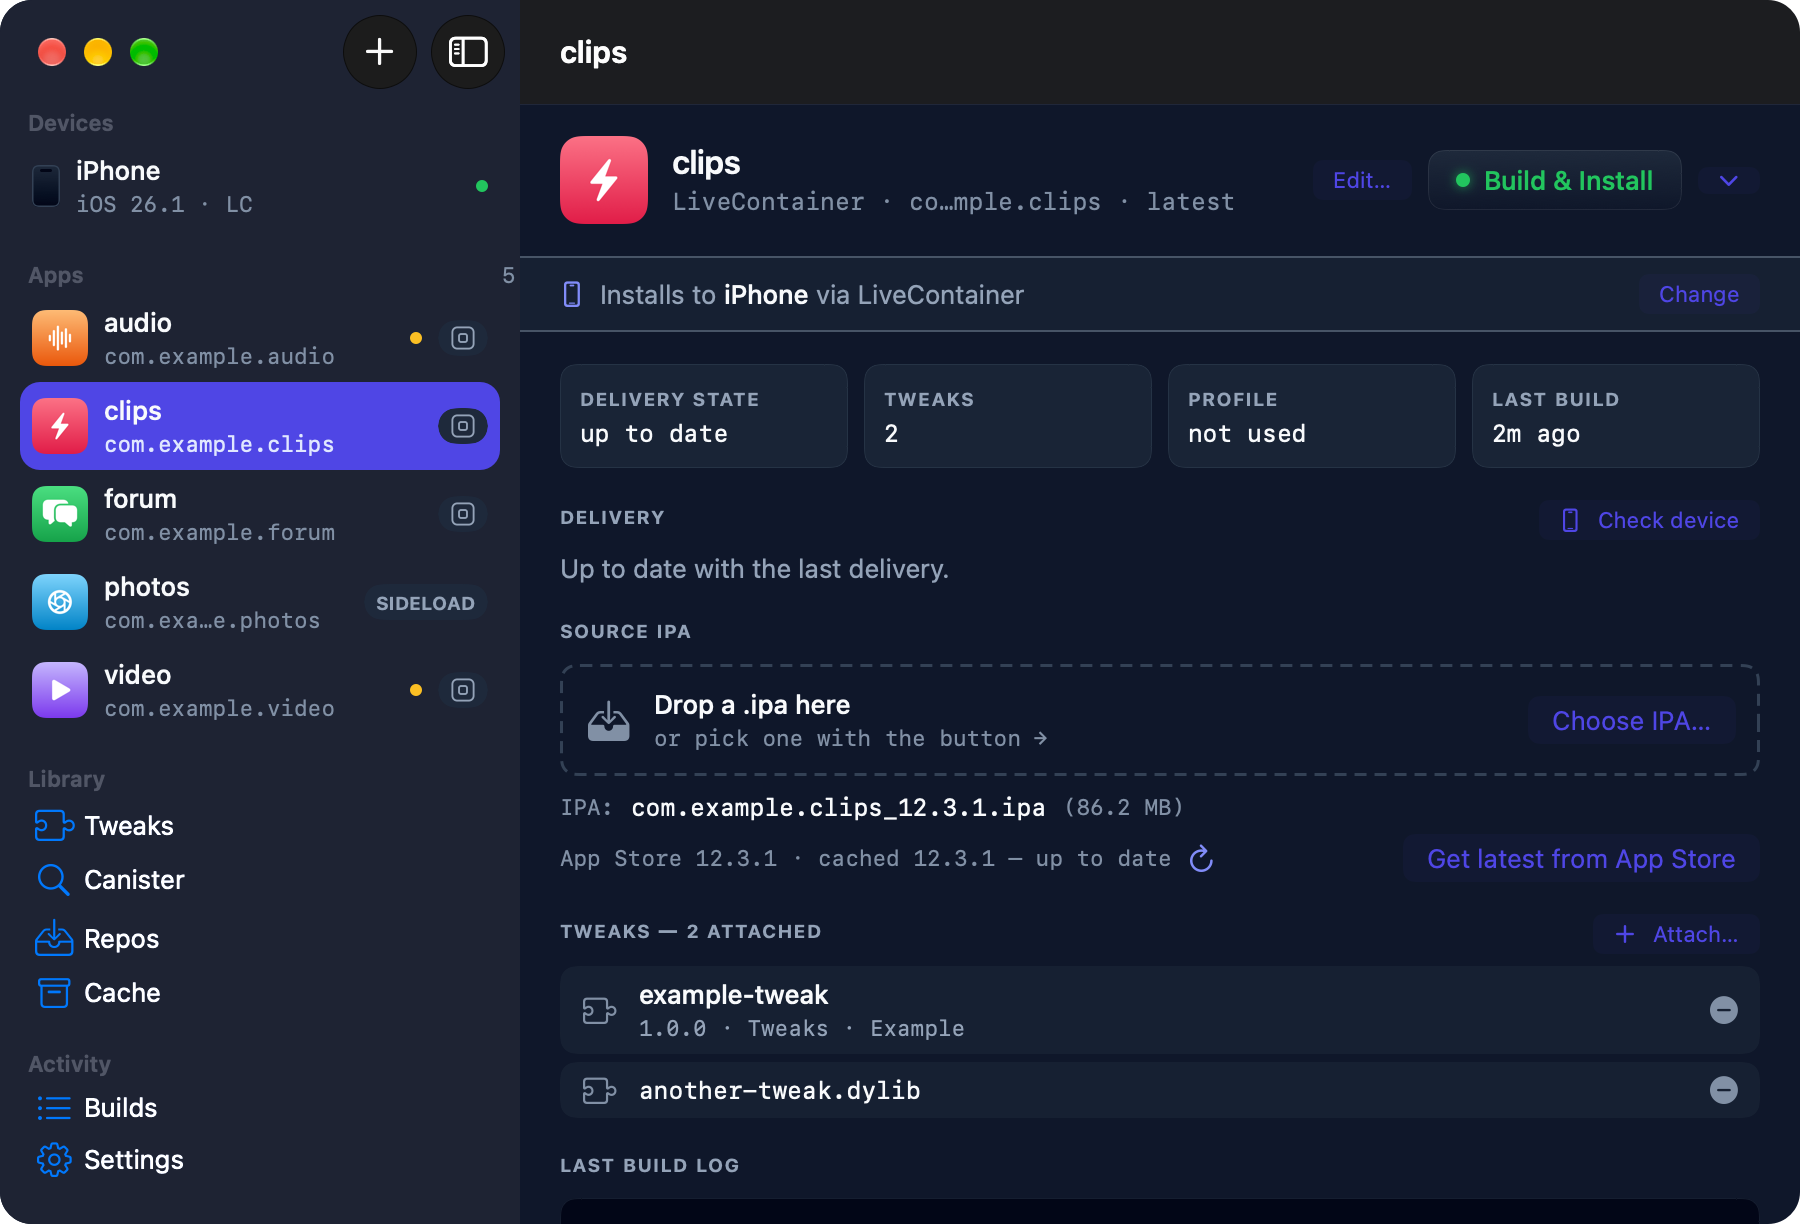 Devices
iPhone
iOS 26.1 · LC
Apps 5
audio
com.example.audio
clips
com.example.clips
forum
com.example.forum
photos
com.exa…e.photos
SIDELOAD
video
com.example.video
Library
Tweaks
Canister
Repos
Cache
Activity
Builds
Settings
clips
clips
LiveContainer · co…mple.clips · latest
Edit…
Build & Install
Installs to iPhone via LiveContainer
Change
DELIVERY STATE
up to date
TWEAKS
2
PROFILE
not used
LAST BUILD
2m ago
DELIVERY
Check device
Up to date with the last delivery.
SOURCE IPA
Drop a .ipa here
or pick one with the button →
Choose IPA…
IPA: com.example.clips_12.3.1.ipa (86.2 MB)
App Store 12.3.1 · cached 12.3.1 — up to date
Get latest from App Store
TWEAKS — 2 ATTACHED
+ Attach…
example-tweak
1.0.0 · Tweaks · Example
another-tweak.dylib
LAST BUILD LOG